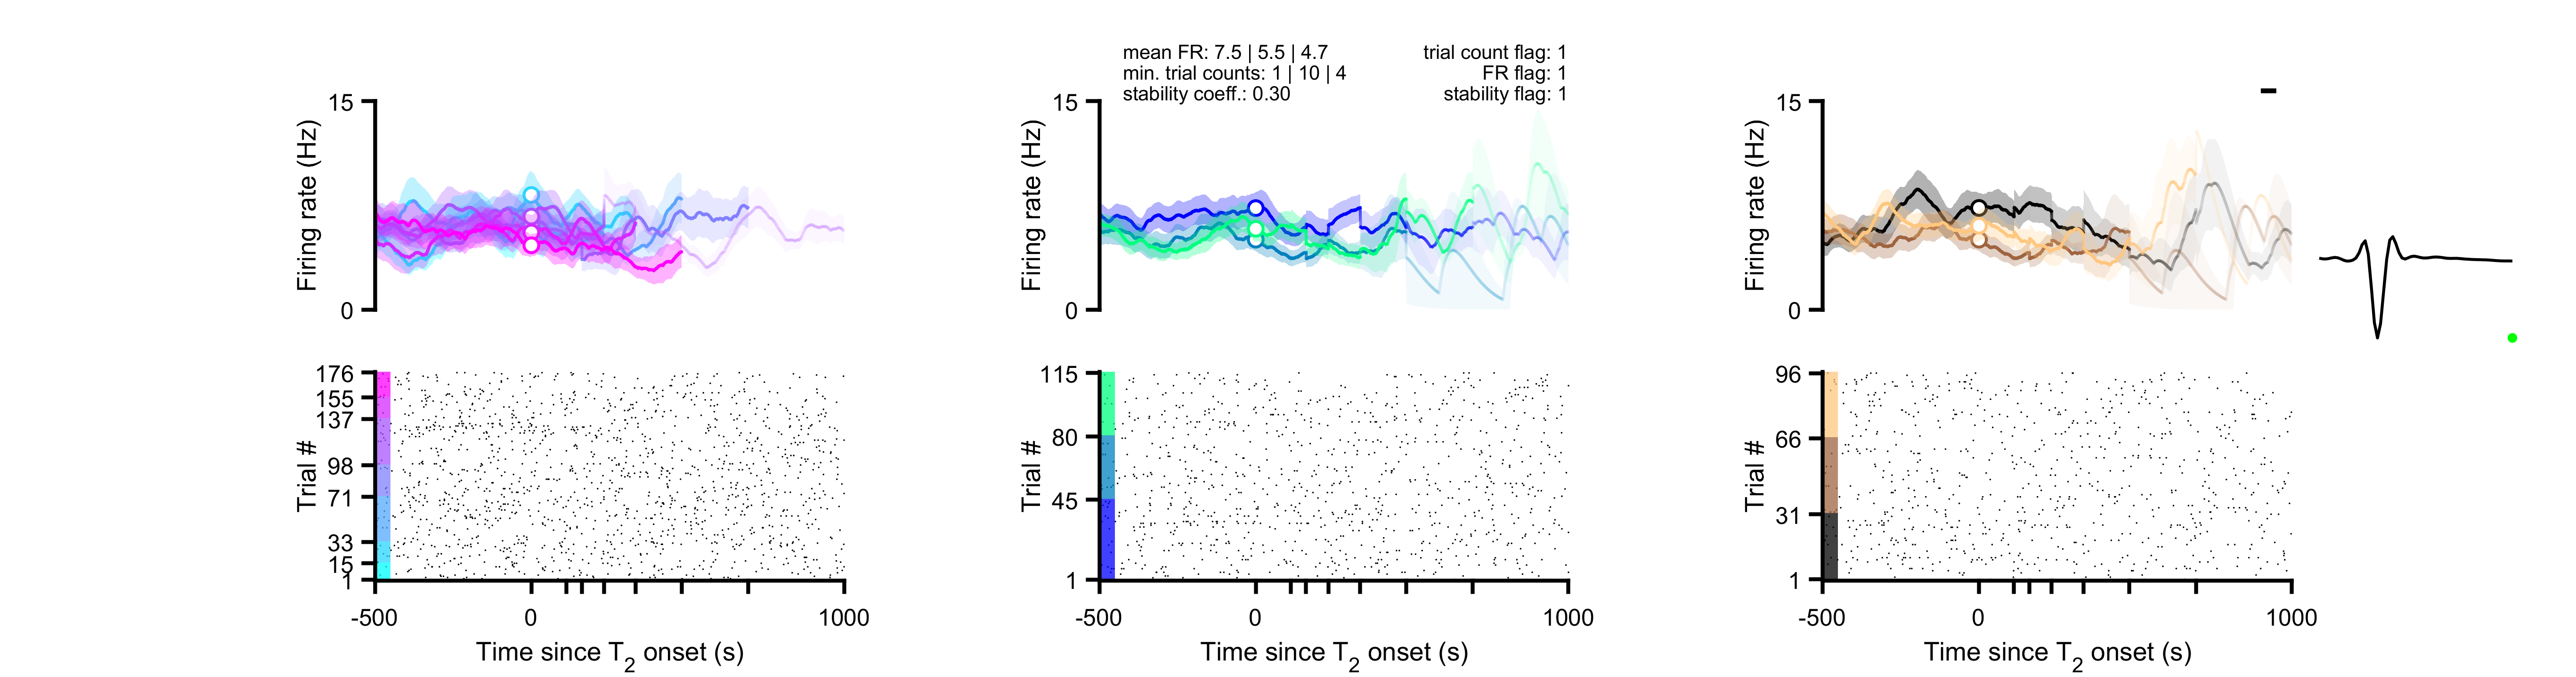 mean FR: 7.5 | 5.5 | 4.7
min. trial counts: 1 | 10 | 4
stability coeff.: 0.30
trial count flag: 1
FR flag: 1
stability flag: 1
15
Firing rate (Hz)
0
15
Firing rate (Hz)
0
15
Firing rate (Hz)
0
176
155
137
98
71
33
15
1
Trial #
-500
0
1000
Time since T2 onset (s)
115
80
45
1
Trial #
-500
0
1000
Time since T2 onset (s)
96
66
31
1
Trial #
-500
0
1000
Time since T2 onset (s)